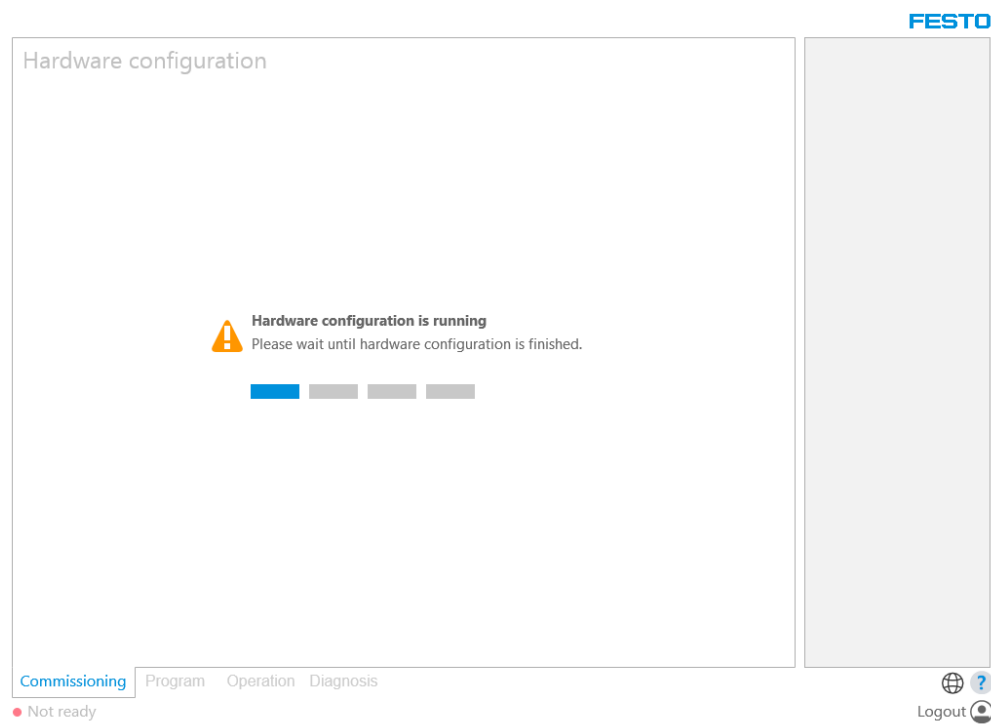 FESTO
Hardware configuration
Hardware configuration is running
Please wait until hardware configuration is finished.
Commissioning Program Operation Diagnosis
?
Not ready
Logout